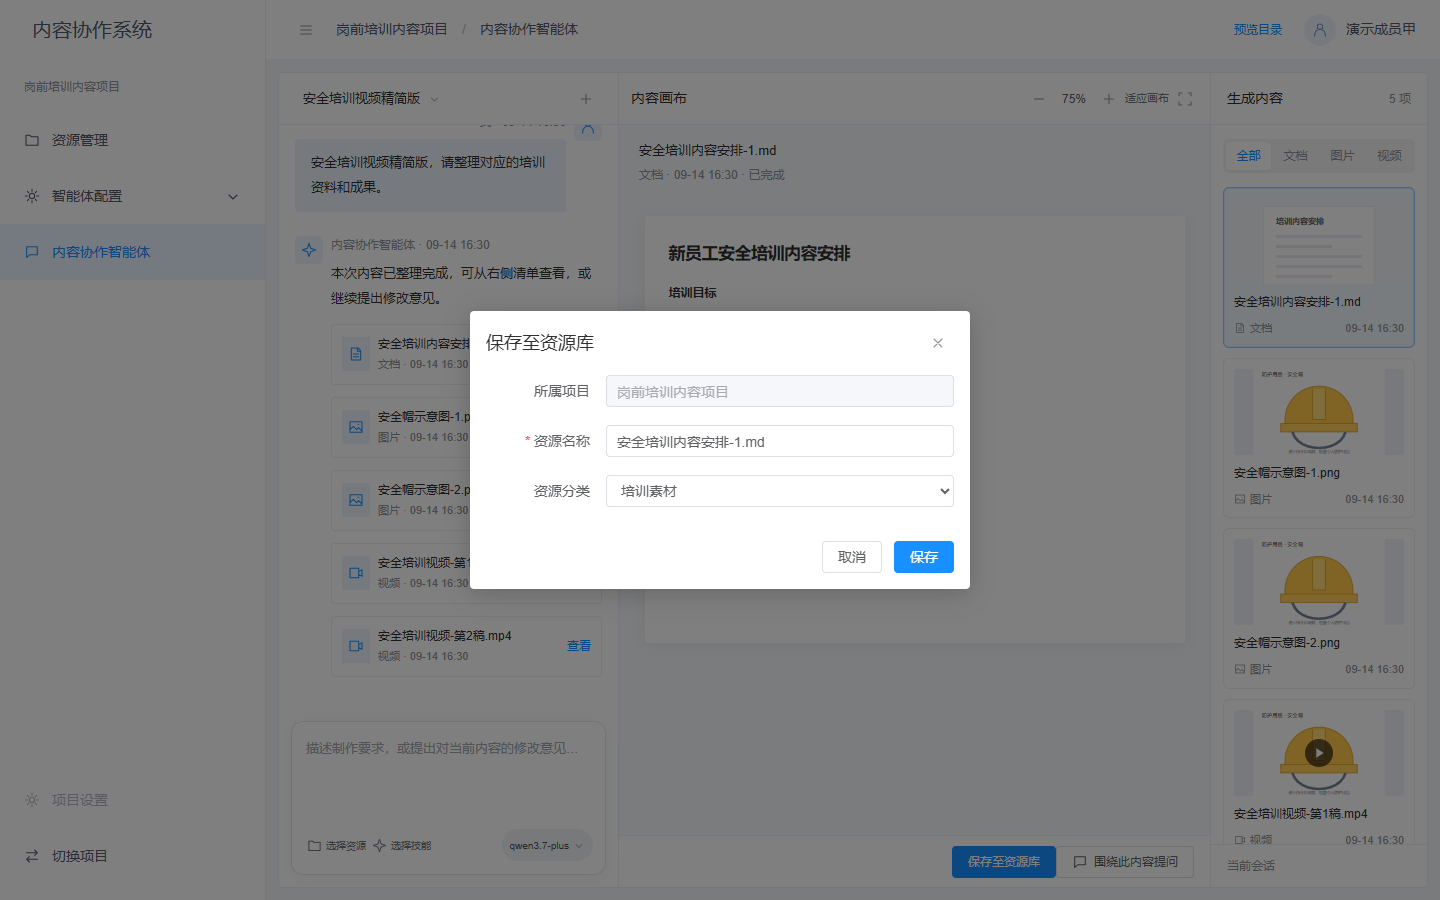 内容协作系统
岗前培训内容项目
资源管理
智能体配置
内容协作智能体
项目设置
切换项目
岗前培训内容项目 / 内容协作智能体
预览目录
演示成员甲
安全培训视频精简版
安全培训视频精简版，请整理对应的培训
资料和成果。
内容协作智能体 · 09-14 16:30
本次内容已整理完成，可从右侧清单查看，或
继续提出修改意见。
安全培训内容安排
文档 · 09-14 16:30
安全帽示意图-1.p
图片 · 09-14 16:30
安全帽示意图-2.p
图片 · 09-14 16:30
安全培训视频-第1
视频 · 09-14 16:30
安全培训视频-第2稿.mp4
视频 · 09-14 16:30
查看
描述制作要求，或提出对当前内容的修改意见...
选择资源
选择技能
qwen3.7-plus
内容画布
75%
适应画布
安全培训内容安排-1.md
文档 · 09-14 16:30 · 已完成
新员工安全培训内容安排
培训目标
保存至资源库
所属项目
岗前培训内容项目
* 资源名称
安全培训内容安排-1.md
资源分类
培训素材
取消
保存
保存至资源库
围绕此内容提问
生成内容
5 项
全部
文档
图片
视频
培训内容安排
安全培训内容安排-1.md
文档
09-14 16:30
安全帽示意图-1.png
图片
09-14 16:30
安全帽示意图-2.png
图片
09-14 16:30
安全培训视频-第1稿.mp4
视频
09-14 16:30
当前会话